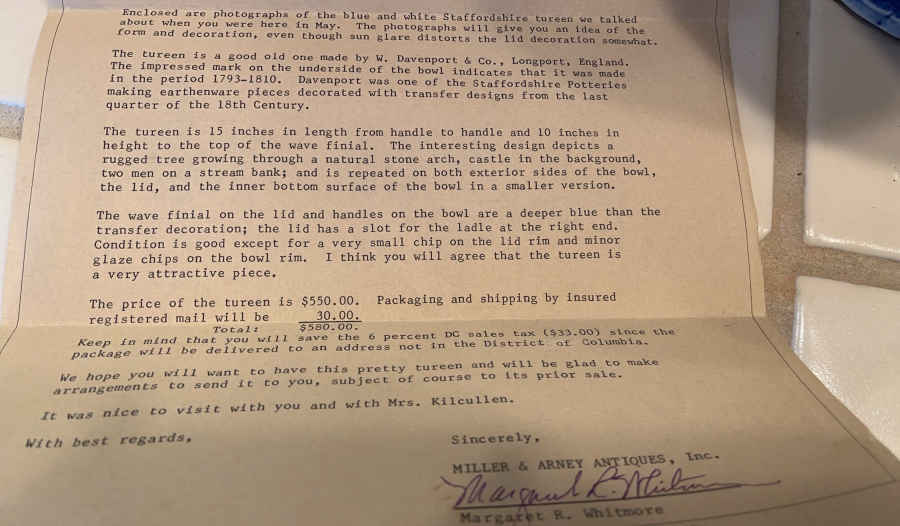 Enclosed are photographs of the blue and white Staffordshire tureen we talked
about when you were here in May. The photographs will give you an idea of the
form and decoration, even though sun glare distorts the lid decoration somewhat.
The tureen is a good old one made by W. Davenport & Co., Longport, England.
The impressed mark on the underside of the bowl indicates that it was made
in the period 1793-1810. Davenport was one of the Staffordshire Potteries
making earthenware pieces decorated with transfer designs from the last
quarter of the 18th Century.
The tureen is 15 inches in length from handle to handle and 10 inches in
height to the top of the wave finial. The interesting design depicts a
rugged tree growing through a natural stone arch, castle in the background,
two men on a stream bank; and is repeated on both exterior sides of the bowl,
the lid, and the inner bottom surface of the bowl in a smaller version.
The wave finial on the lid and handles on the bowl are a deeper blue than the
transfer decoration; the lid has a slot for the ladle at the right end.
Condition is good except for a very small chip on the lid rim and minor
glaze chips on the bowl rim. I think you will agree that the tureen is
a very attractive piece.
The price of the tureen is $550.00. Packaging and shipping by insured
registered mail will be 30.00.
Total: $580.00.
Keep in mind that you will save the 6 percent DC sales tax ($33.00) since the
package will be delivered to an address not in the District of Columbia.
We hope you will want to have this pretty tureen and will be glad to make
arrangements to send it to you, subject of course to its prior sale.
It was nice to visit with you and with Mrs. Kilcullen.
With best regards,
Sincerely,
MILLER & ARNEY ANTIQUES, Inc.
Margaret R. Whitmore
Margaret R. Whitmore